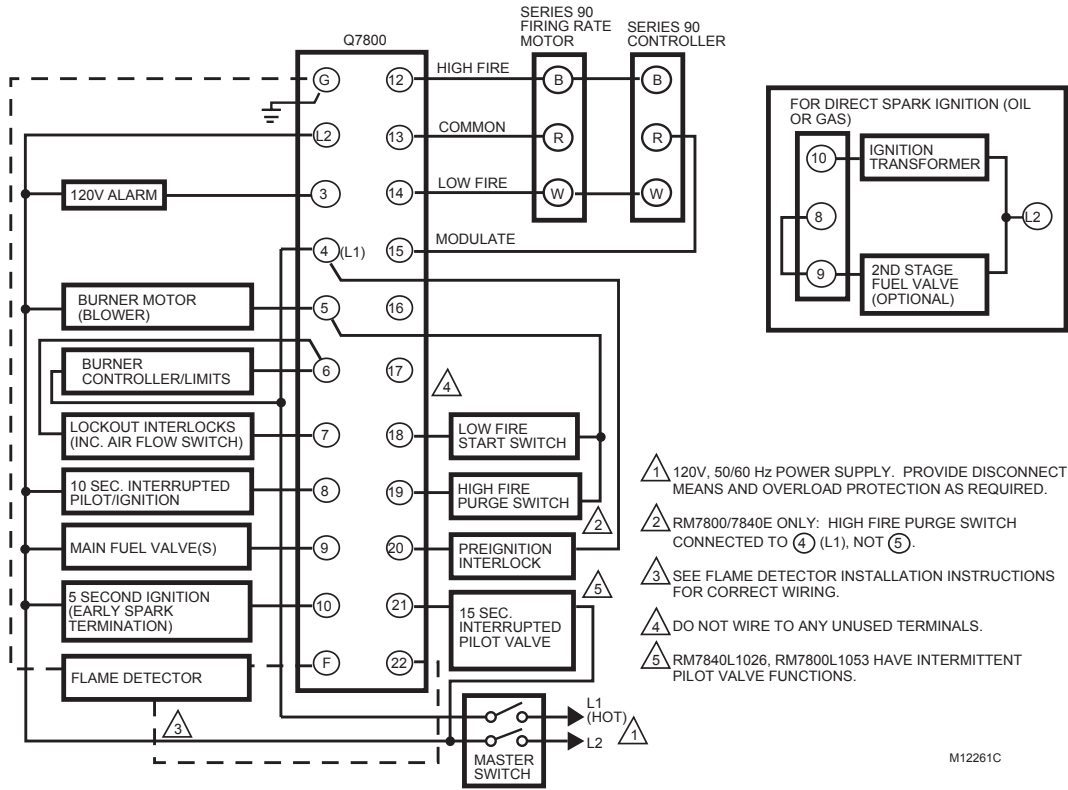 Q7800
SERIES 90
FIRING RATE
MOTOR
SERIES 90
CONTROLLER
G
L2
3
4
(L1)
5
6
7
8
9
10
F
12
13
14
15
16
17
18
19
20
21
22
HIGH FIRE
COMMON
LOW FIRE
MODULATE
B
R
W
B
R
W
120V ALARM
BURNER MOTOR
(BLOWER)
BURNER
CONTROLLER/LIMITS
LOCKOUT INTERLOCKS
(INC. AIR FLOW SWITCH)
10 SEC. INTERRUPTED
PILOT/IGNITION
MAIN FUEL VALVE(S)
5 SECOND IGNITION
(EARLY SPARK
TERMINATION)
FLAME DETECTOR
3
4
LOW FIRE
START SWITCH
HIGH FIRE
PURGE SWITCH
2
PREIGNITION
INTERLOCK
5
15 SEC.
INTERRUPTED
PILOT VALVE
MASTER
SWITCH
L1
(HOT)
L2
1
FOR DIRECT SPARK IGNITION (OIL
OR GAS)
10
8
9
IGNITION
TRANSFORMER
2ND STAGE
FUEL VALVE
(OPTIONAL)
L2
1 120V, 50/60 Hz POWER SUPPLY. PROVIDE DISCONNECT
MEANS AND OVERLOAD PROTECTION AS REQUIRED.
2 RM7800/7840E ONLY: HIGH FIRE PURGE SWITCH
CONNECTED TO 4 (L1), NOT 5.
3 SEE FLAME DETECTOR INSTALLATION INSTRUCTIONS
FOR CORRECT WIRING.
4 DO NOT WIRE TO ANY UNUSED TERMINALS.
5 RM7840L1026, RM7800L1053 HAVE INTERMITTENT
PILOT VALVE FUNCTIONS.
M12261C